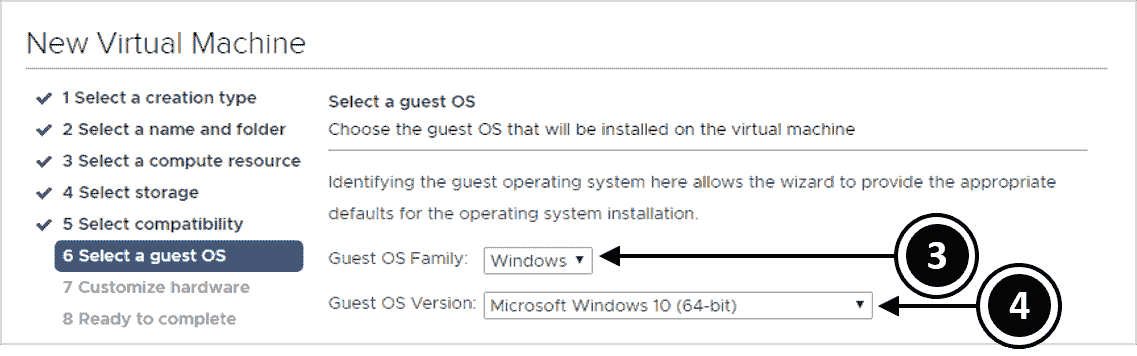 New Virtual Machine
1 Select a creation type
2 Select a name and folder
3 Select a compute resource
4 Select storage
5 Select compatibility
6 Select a guest OS
7 Customize hardware
8 Ready to complete
Select a guest OS
Choose the guest OS that will be installed on the virtual machine
Identifying the guest operating system here allows the wizard to provide the appropriate
defaults for the operating system installation.
Guest OS Family: Windows
3
Guest OS Version: Microsoft Windows 10 (64-bit)
4